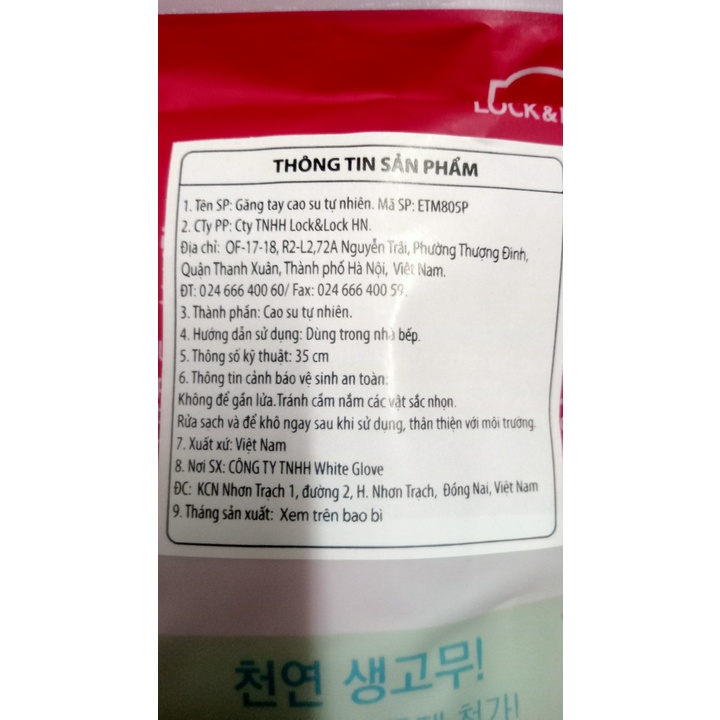 LOCK&
THÔNG TIN SẢN PHẨM
1. Tên SP: Găng tay cao su tự nhiên. Mã SP: ETM805P
2. CTy PP: Cty TNHH Lock&Lock HN.
Địa chỉ: OF-17-18, R2-L2,72A Nguyễn Trãi, Phường Thượng Đình,
Quận Thanh Xuân, Thành phố Hà Nội, Việt Nam.
ĐT: 024 666 400 60/ Fax: 024 666 400 59.
3. Thành phần: Cao su tự nhiên.
4. Hướng dẫn sử dụng: Dùng trong nhà bếp.
5. Thông số kỹ thuật: 35 cm
6. Thông tin cảnh báo vệ sinh an toàn:
Không để gần lửa.Tránh cầm nắm các vật sắc nhọn.
Rửa sạch và để khô ngay sau khi sử dụng, thân thiện với môi trường.
7. Xuất xứ: Việt Nam
8. Nơi SX: CÔNG TY TNHH White Glove
ĐC: KCN Nhơn Trạch 1, đường 2, H. Nhơn Trạch, Đồng Nai, Việt Nam
9. Tháng sản xuất: Xem trên bao bì
천연 생고무!
첨가!